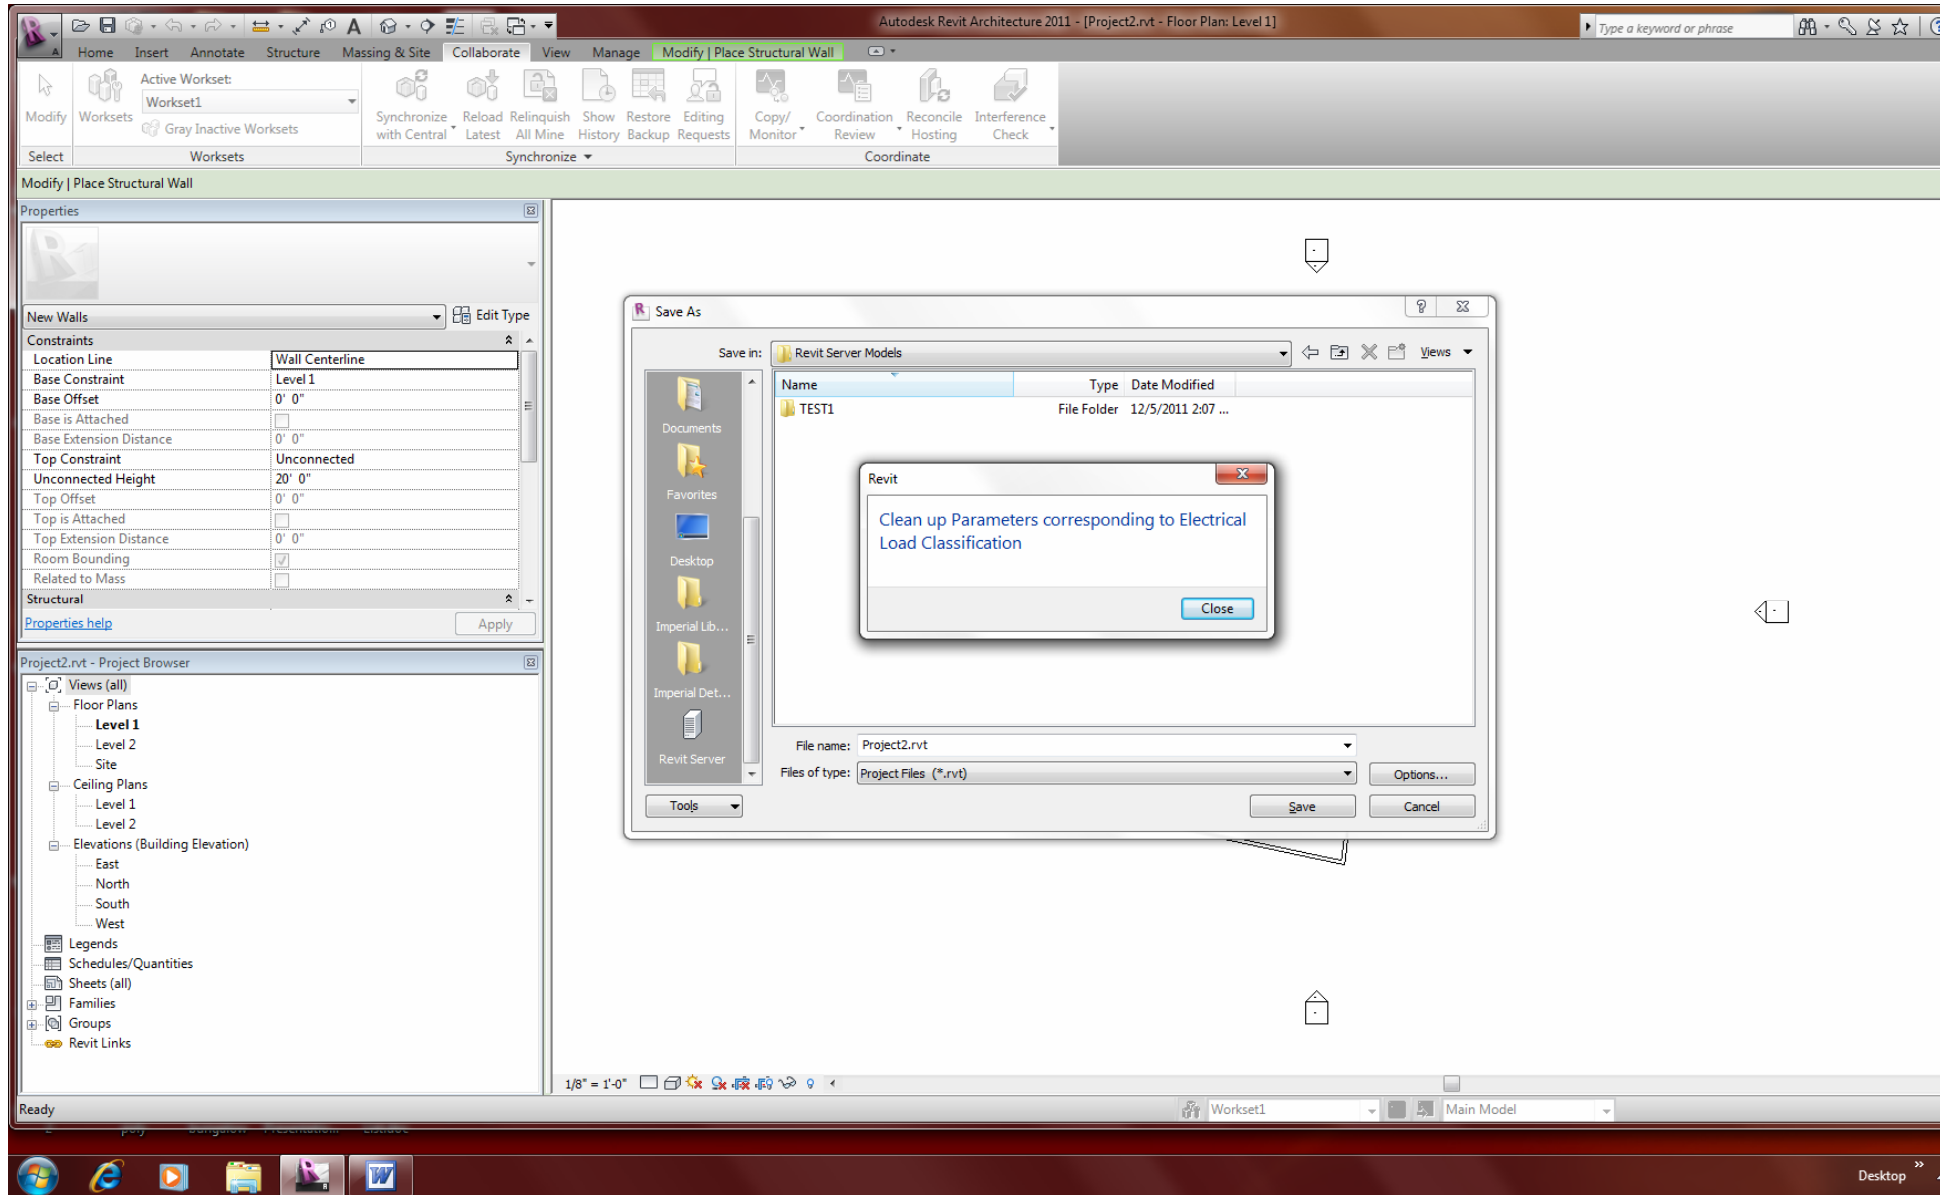 Autodesk Revit Architecture 2011 - [Project2.rvt - Floor Plan: Level 1]
Type a keyword or phrase
Home Insert Annotate Structure Massing & Site Collaborate View Manage Modify | Place Structural Wall
Active Workset:
Workset1
Gray Inactive Worksets
Modify Worksets
Synchronize with Central
Reload Latest
Relinquish All Mine
Show History
Restore Backup
Editing Requests
Copy/ Monitor
Coordination Review
Reconcile Hosting
Interference Check
Select Worksets Synchronize Coordinate
Modify | Place Structural Wall
Properties
New Walls Edit Type
Constraints
Location Line Wall Centerline
Base Constraint Level 1
Base Offset 0' 0"
Base is Attached
Base Extension Distance 0' 0"
Top Constraint Unconnected
Unconnected Height 20' 0"
Top Offset 0' 0"
Top is Attached
Top Extension Distance 0' 0"
Room Bounding
Related to Mass
Structural
Properties help Apply
Project2.rvt - Project Browser
Views (all)
Floor Plans
Level 1
Level 2
Site
Ceiling Plans
Level 1
Level 2
Elevations (Building Elevation)
East
North
South
West
Legends
Schedules/Quantities
Sheets (all)
Families
Groups
Revit Links
Save As
Save in: Revit Server Models Views
Name Type Date Modified
TEST1 File Folder 12/5/2011 2:07 ...
Documents
Favorites
Desktop
Imperial Lib...
Imperial Det...
Revit Server
Revit
Clean up Parameters corresponding to Electrical
Load Classification
Close
File name: Project2.rvt
Files of type: Project Files (*.rvt) Options...
Tools Save Cancel
1/8" = 1'-0"
Ready Workset1 Main Model
Desktop